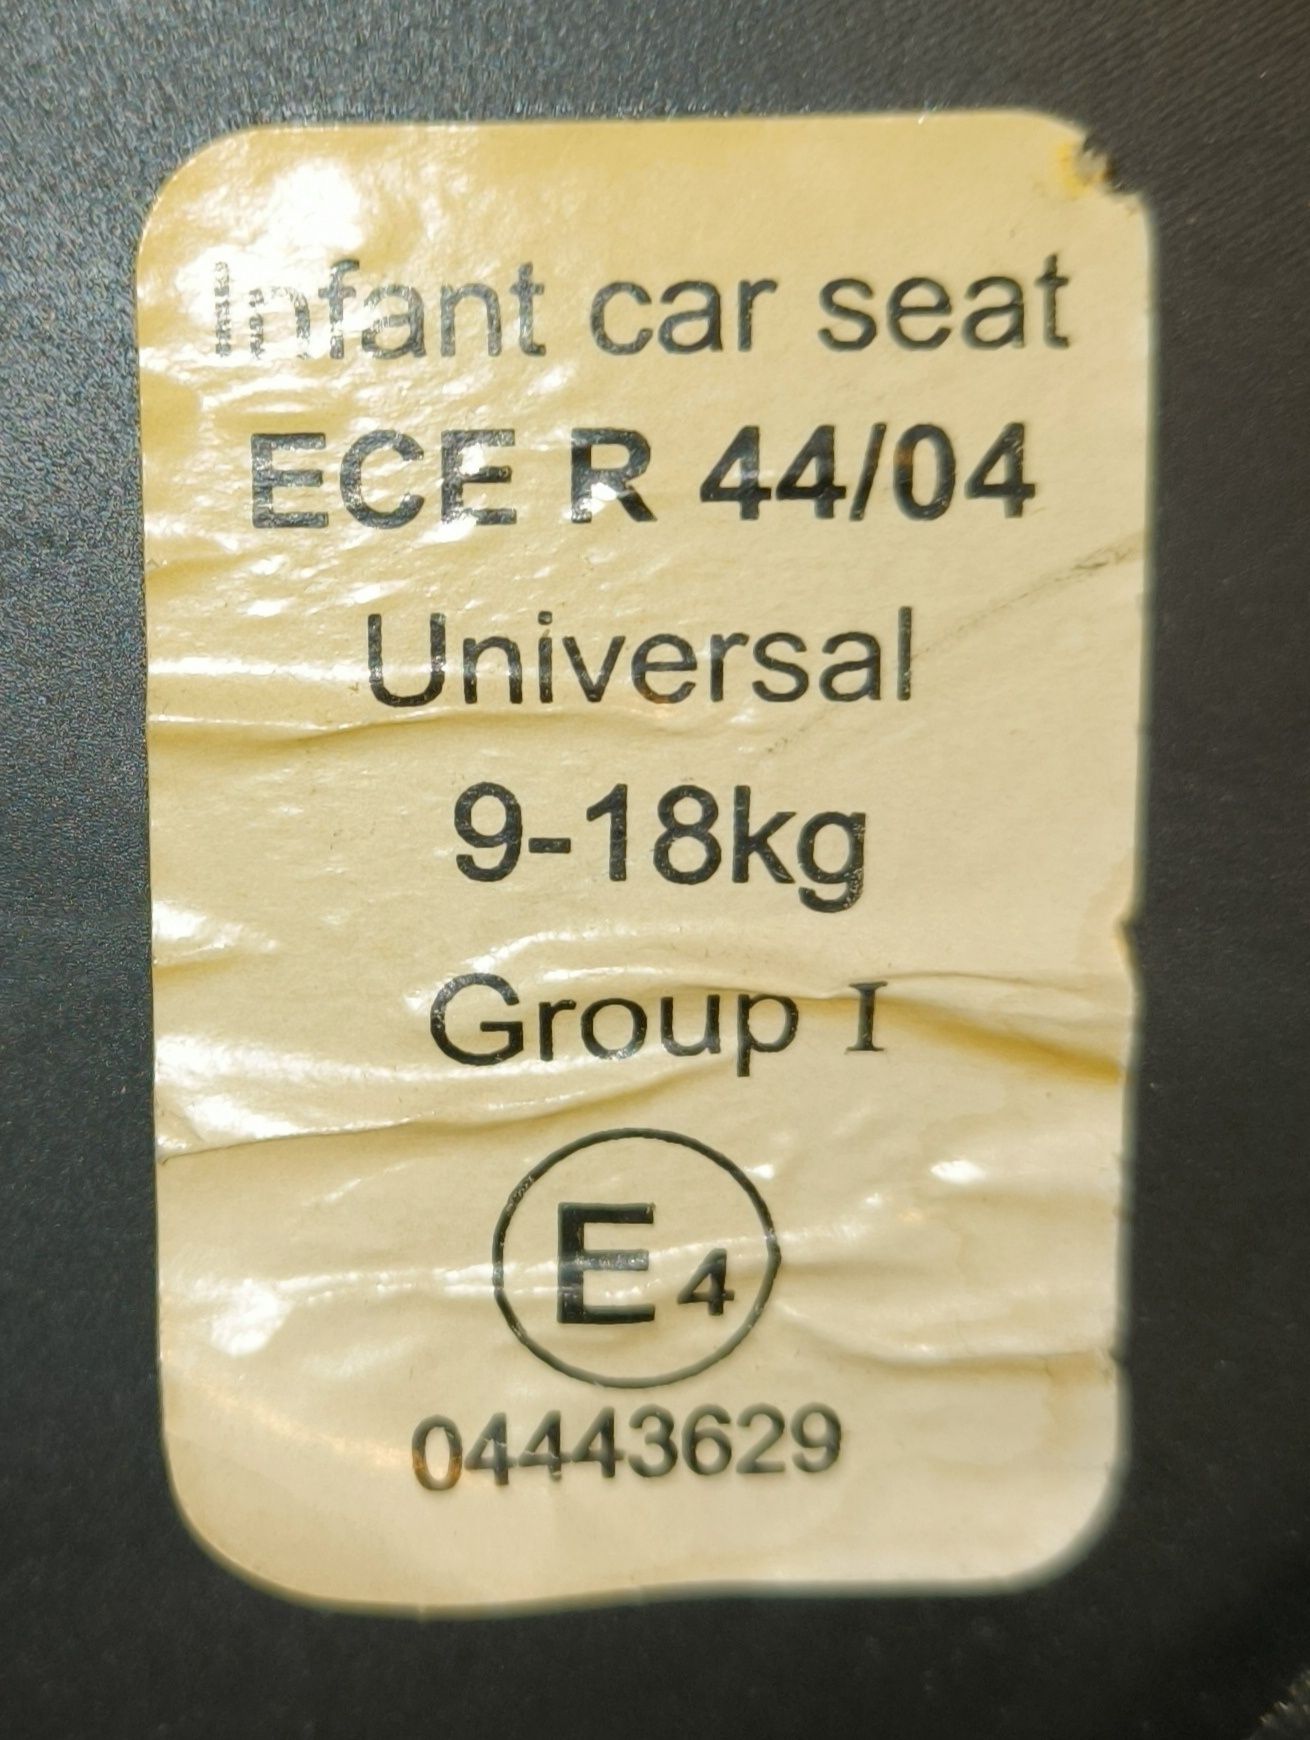 Infant car seat
ECE R 44/04
Universal
9-18kg
Group I
E4
04443629